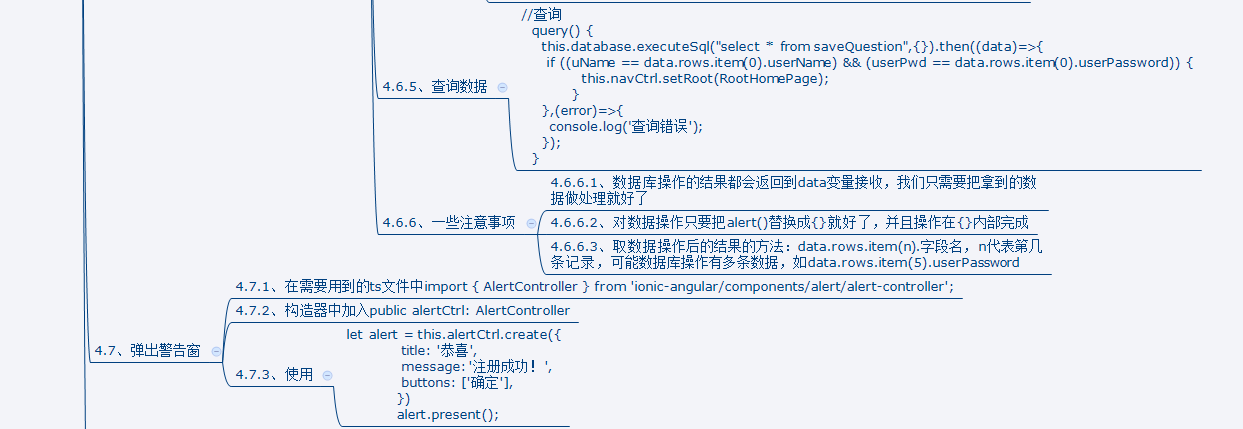 //查询
query() {
this.database.executeSql("select * from saveQuestion",{}).then((data)=>{
if ((uName == data.rows.item(0).userName) && (userPwd == data.rows.item(0).userPassword)) {
this.navCtrl.setRoot(RootHomePage);
}
},(error)=>{
console.log('查询错误');
});
}
4.6.5、查询数据
4.6.6、一些注意事项
4.6.6.1、数据库操作的结果都会返回到data变量接收，我们只需要把拿到的数
据做处理就好了
4.6.6.2、对数据操作只要把alert()替换成{}就好了，并且操作在{}内部完成
4.6.6.3、取数据操作后的结果的方法：data.rows.item(n).字段名，n代表第几
条记录，可能数据库操作有多条数据，如data.rows.item(5).userPassword
4.7、弹出警告窗
4.7.1、在需要用到的ts文件中import { AlertController } from 'ionic-angular/components/alert/alert-controller';
4.7.2、构造器中加入public alertCtrl: AlertController
4.7.3、使用
let alert = this.alertCtrl.create({
title: '恭喜',
message: '注册成功！',
buttons: ['确定'],
})
alert.present();